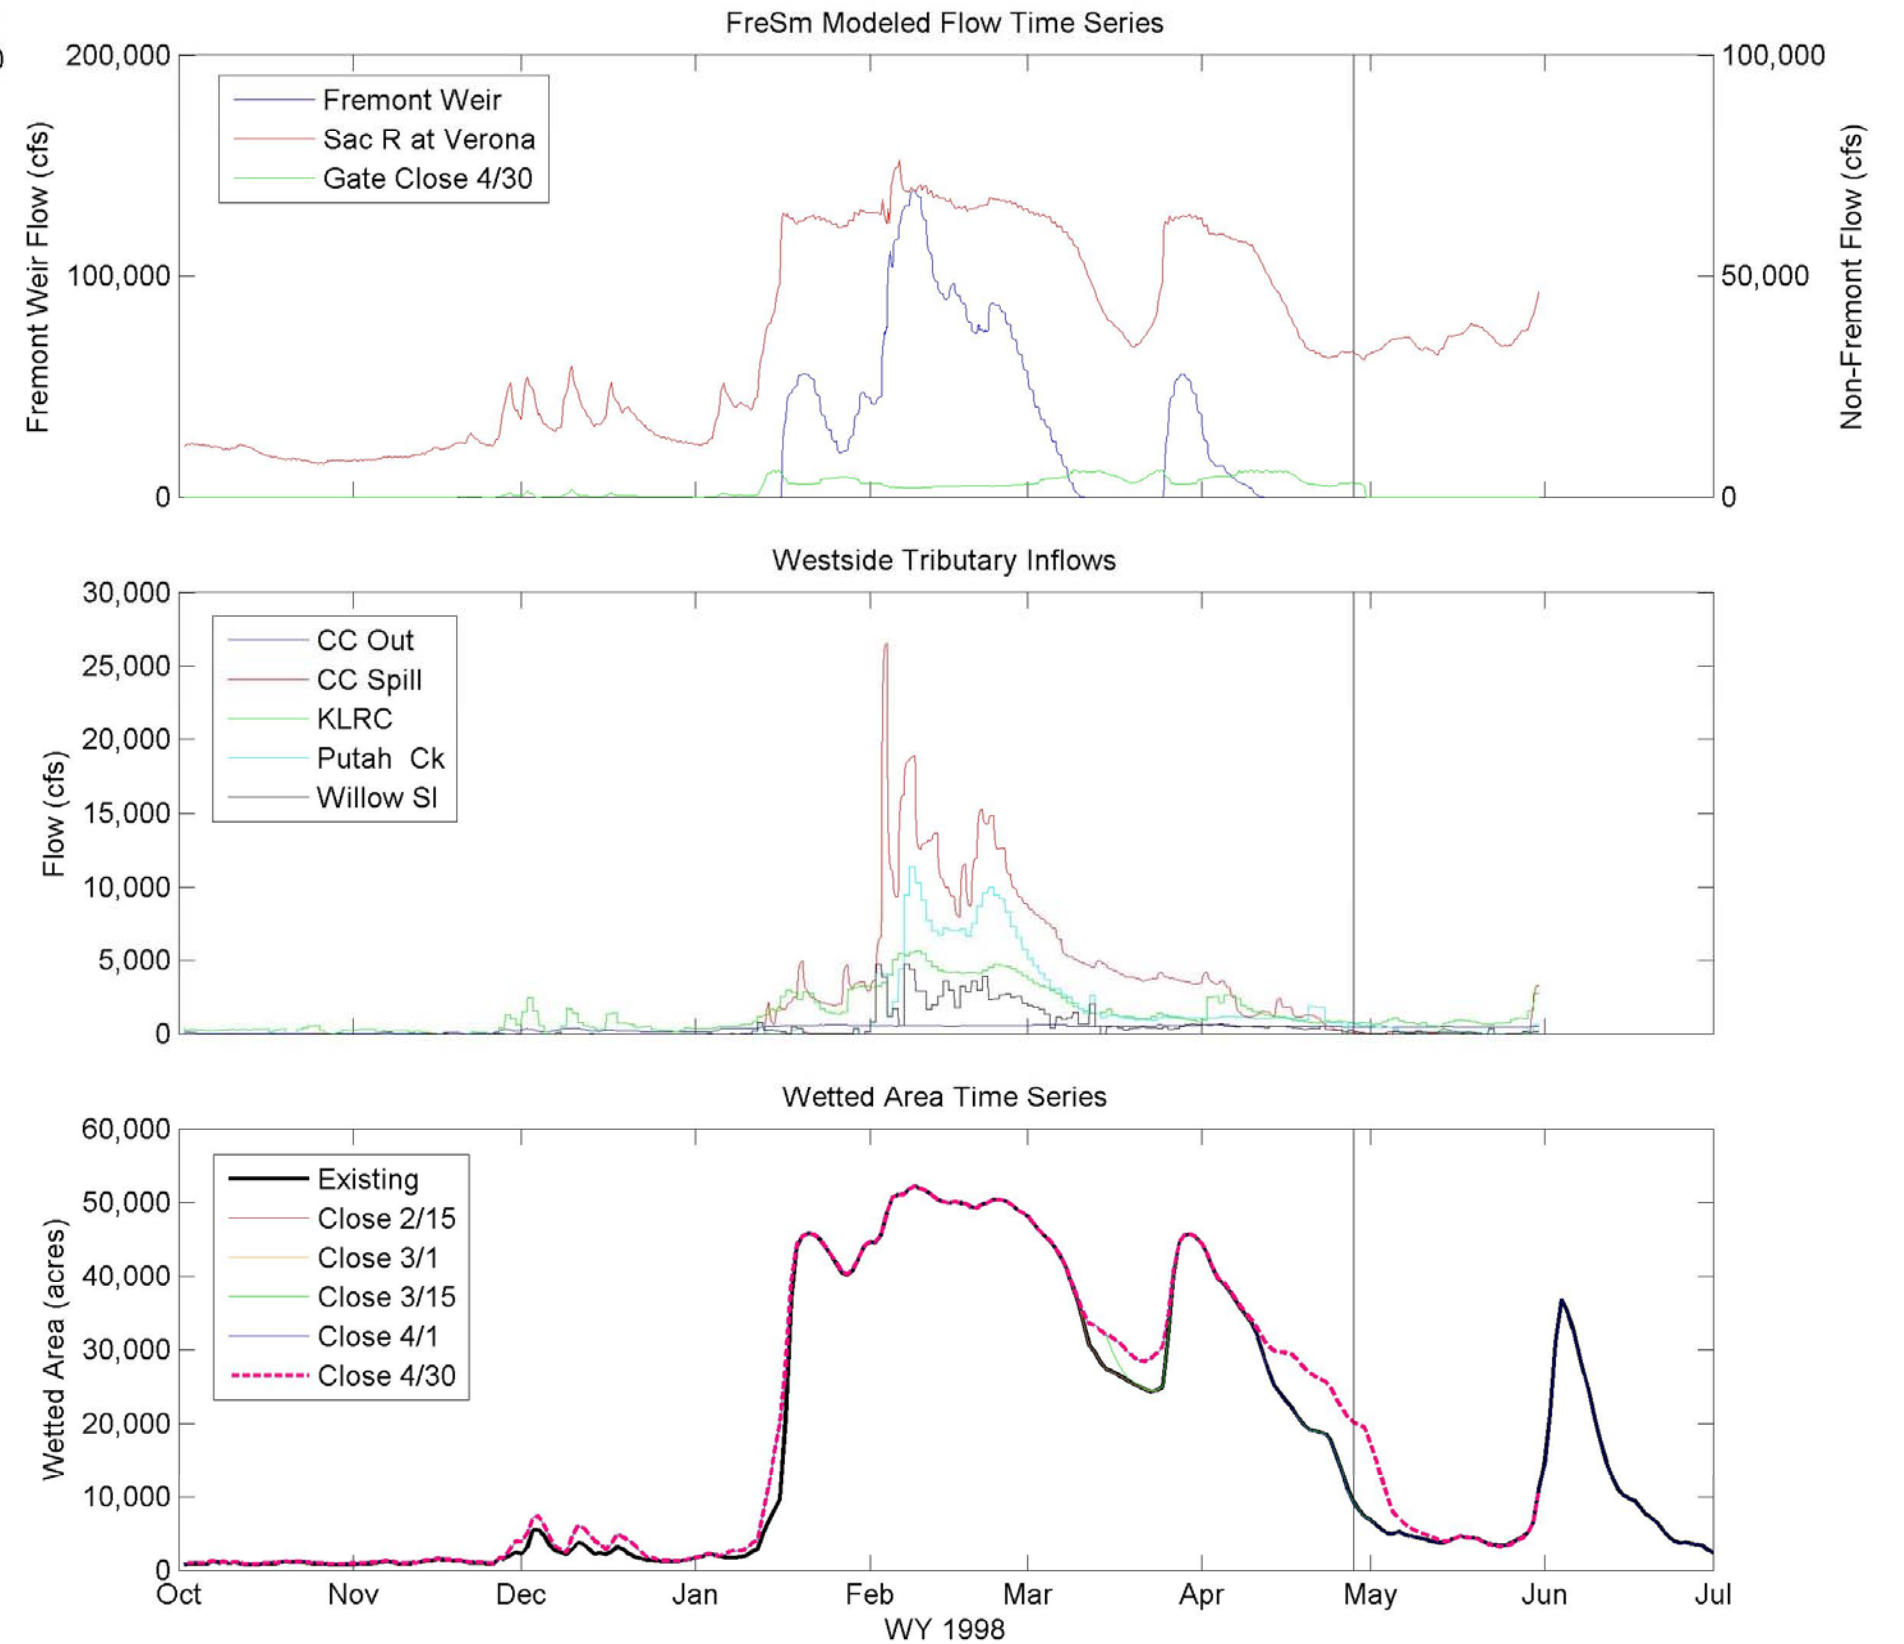 FreSm Modeled Flow Time Series
200,000
100,000
0
Fremont Weir Flow (cfs)
Fremont Weir
Sac R at Verona
Gate Close 4/30
100,000
50,000
0
Non-Fremont Flow (cfs)
Westside Tributary Inflows
30,000
25,000
20,000
15,000
10,000
5,000
0
Flow (cfs)
CC Out
CC Spill
KLRC
Putah Ck
Willow Sl
Wetted Area Time Series
60,000
50,000
40,000
30,000
20,000
10,000
0
Wetted Area (acres)
Existing
Close 2/15
Close 3/1
Close 3/15
Close 4/1
Close 4/30
Oct Nov Dec Jan Feb Mar Apr May Jun Jul
WY 1998